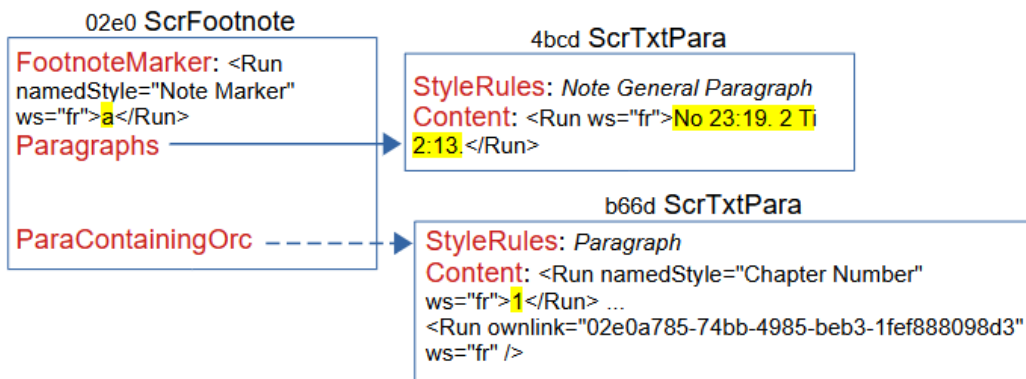 02e0 ScrFootnote
FootnoteMarker: <Run
namedStyle="Note Marker"
ws="fr">a</Run>
Paragraphs
ParaContainingOrc
4bcd ScrTxtPara
StyleRules: Note General Paragraph
Content: <Run ws="fr">No 23:19. 2 Ti
2:13.</Run>
b66d ScrTxtPara
StyleRules: Paragraph
Content: <Run namedStyle="Chapter Number"
ws="fr">1</Run> ...
<Run ownlink="02e0a785-74bb-4985-beb3-1fef888098d3"
ws="fr" />